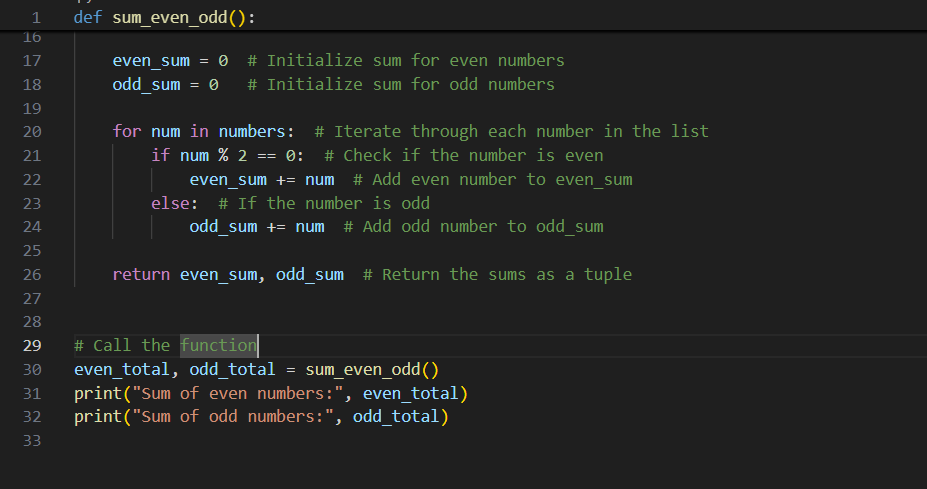 1 def sum_even_odd():
16
17 even_sum = 0  # Initialize sum for even numbers
18 odd_sum = 0   # Initialize sum for odd numbers
19
20 for num in numbers:  # Iterate through each number in the list
21 if num % 2 == 0:  # Check if the number is even
22 even_sum += num  # Add even number to even_sum
23 else:  # If the number is odd
24 odd_sum += num  # Add odd number to odd_sum
25
26 return even_sum, odd_sum  # Return the sums as a tuple
27
28
29 # Call the function
30 even_total, odd_total = sum_even_odd()
31 print("Sum of even numbers:", even_total)
32 print("Sum of odd numbers:", odd_total)
33